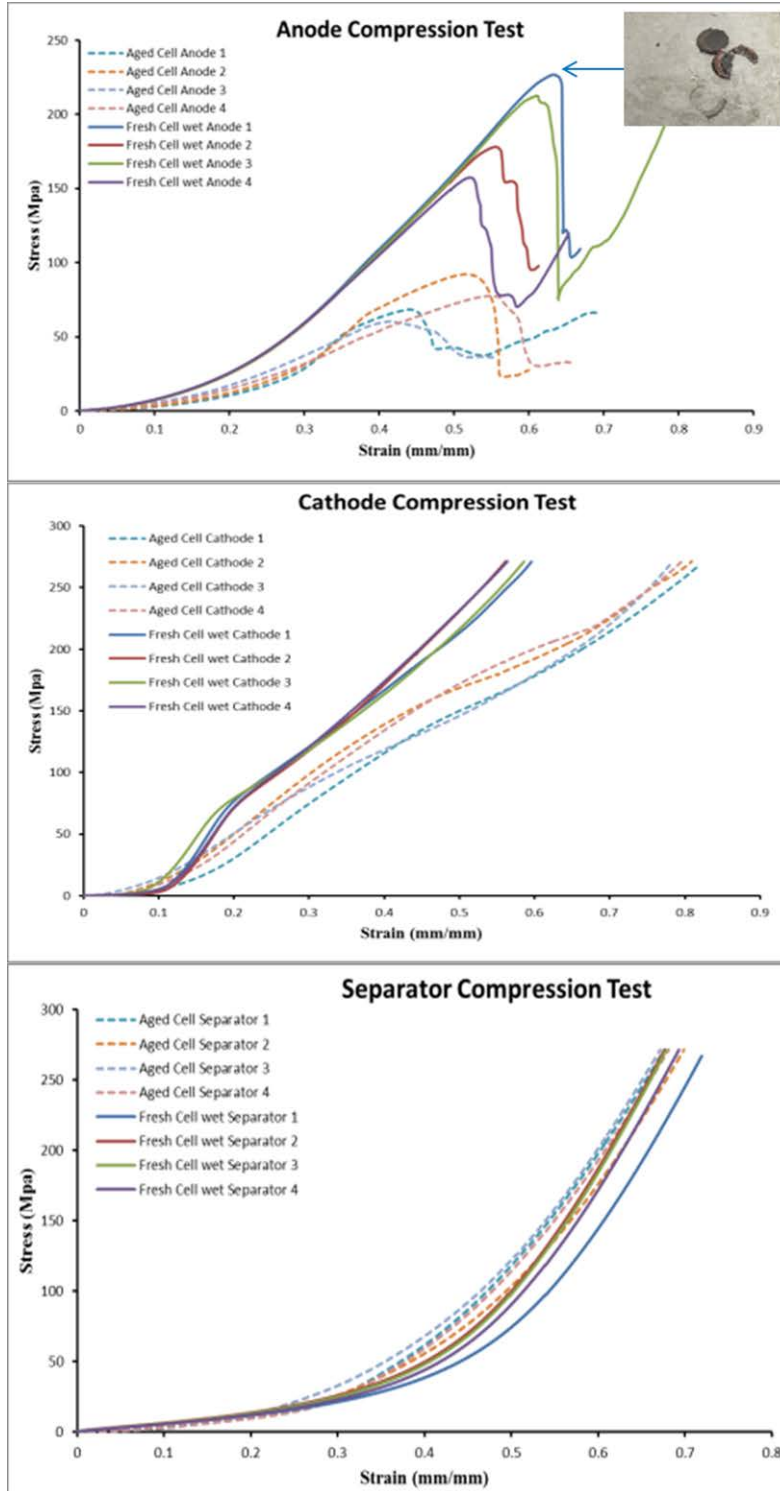 Anode Compression Test
250
200
150
100
50
0
Stress (Mpa)
Aged Cell Anode 1
Aged Cell Anode 2
Aged Cell Anode 3
Aged Cell Anode 4
Fresh Cell wet Anode 1
Fresh Cell wet Anode 2
Fresh Cell wet Anode 3
Fresh Cell wet Anode 4
0 0.1 0.2 0.3 0.4 0.5 0.6 0.7 0.8 0.9
Strain (mm/mm)
Cathode Compression Test
300
250
200
150
100
50
0
Stress (Mpa)
Aged Cell Cathode 1
Aged Cell Cathode 2
Aged Cell Cathode 3
Aged Cell Cathode 4
Fresh Cell wet Cathode 1
Fresh Cell wet Cathode 2
Fresh Cell wet Cathode 3
Fresh Cell wet Cathode 4
0 0.1 0.2 0.3 0.4 0.5 0.6 0.7 0.8 0.9
Strain (mm/mm)
Separator Compression Test
300
250
200
150
100
50
0
Stress (Mpa)
Aged Cell Separator 1
Aged Cell Separator 2
Aged Cell Separator 3
Aged Cell Separator 4
Fresh Cell wet Separator 1
Fresh Cell wet Separator 2
Fresh Cell wet Separator 3
Fresh Cell wet Separator 4
0 0.1 0.2 0.3 0.4 0.5 0.6 0.7 0.8
Strain (mm/mm)